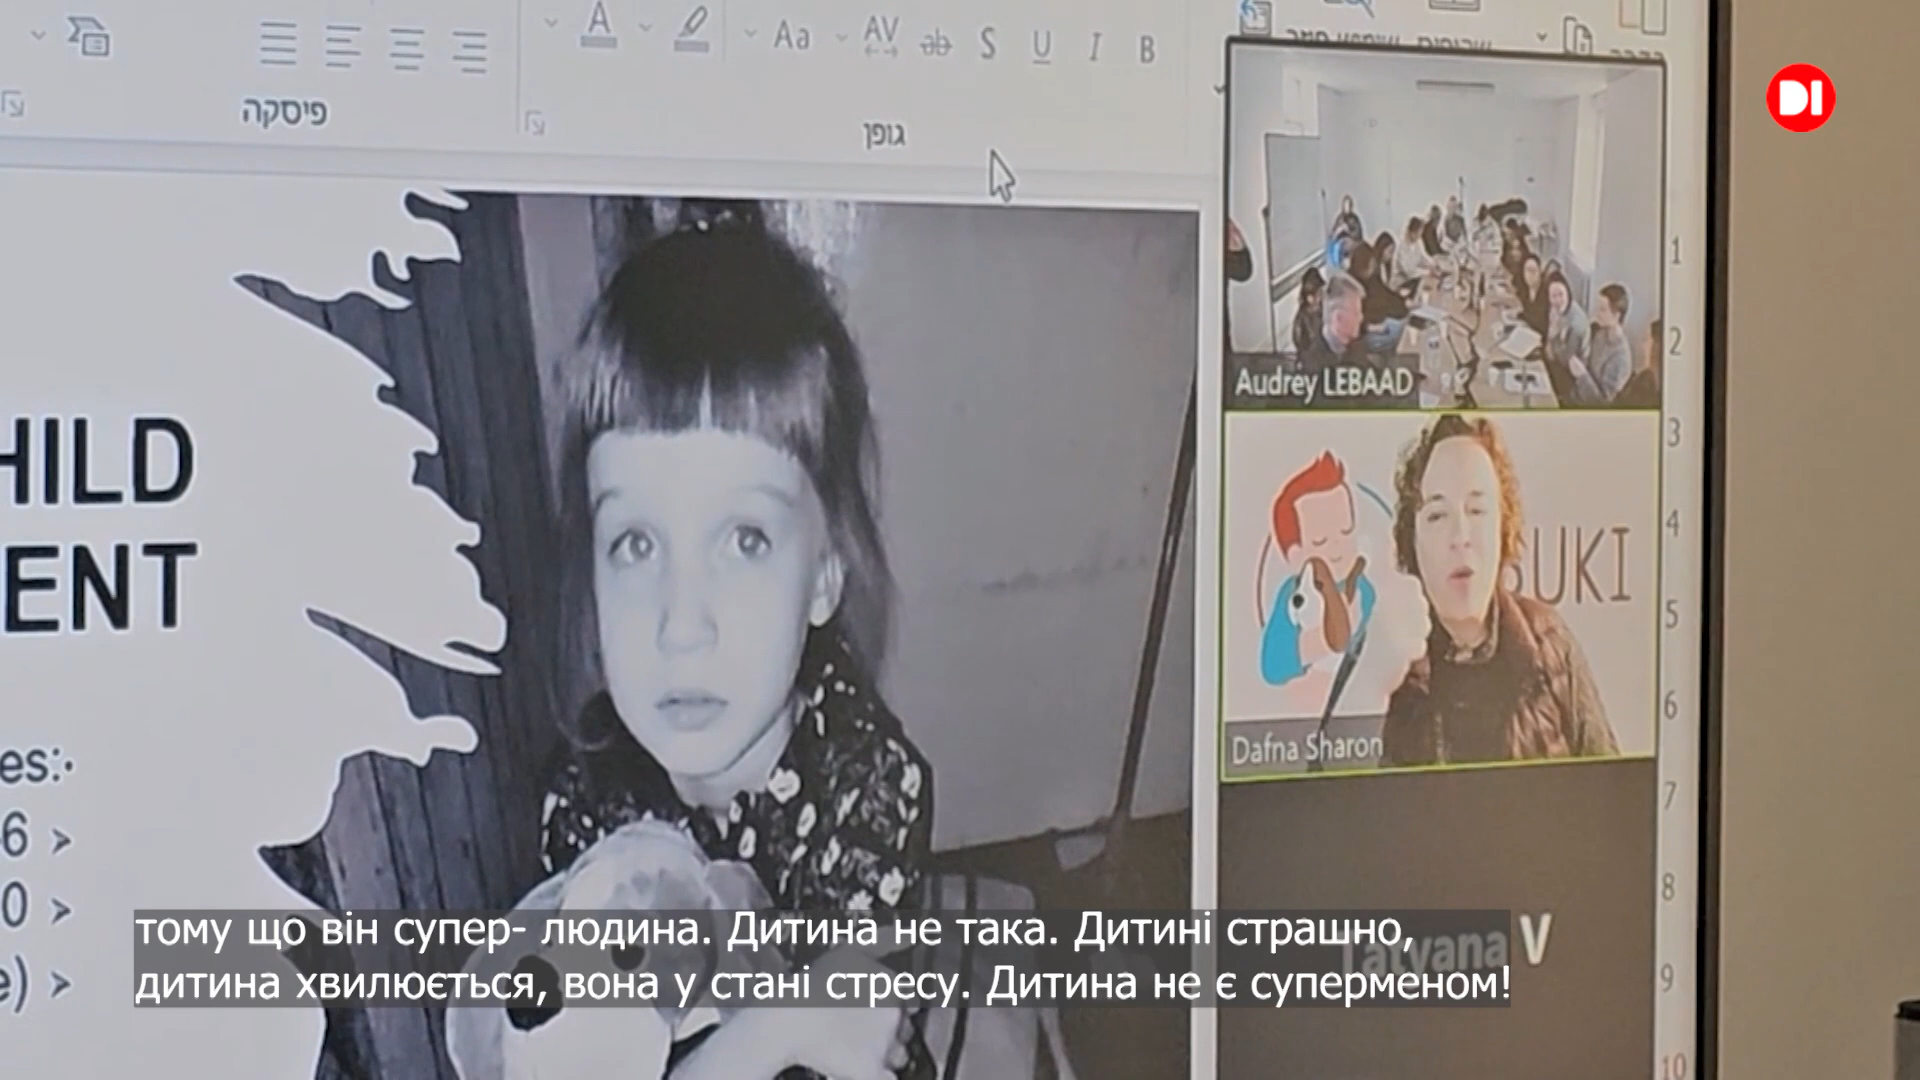 Aa
AV
ab
S
U
I
B
פיסקה
גופן
DI
HILD
ENT
es:
6
0
e)
Audrey LEBAAD
UKI
Dafna Sharon
Tatyana V
1
2
3
4
5
6
7
8
9
10
тому що він супер- людина. Дитина не така. Дитині страшно,
дитина хвилюється, вона у стані стресу. Дитина не є суперменом!